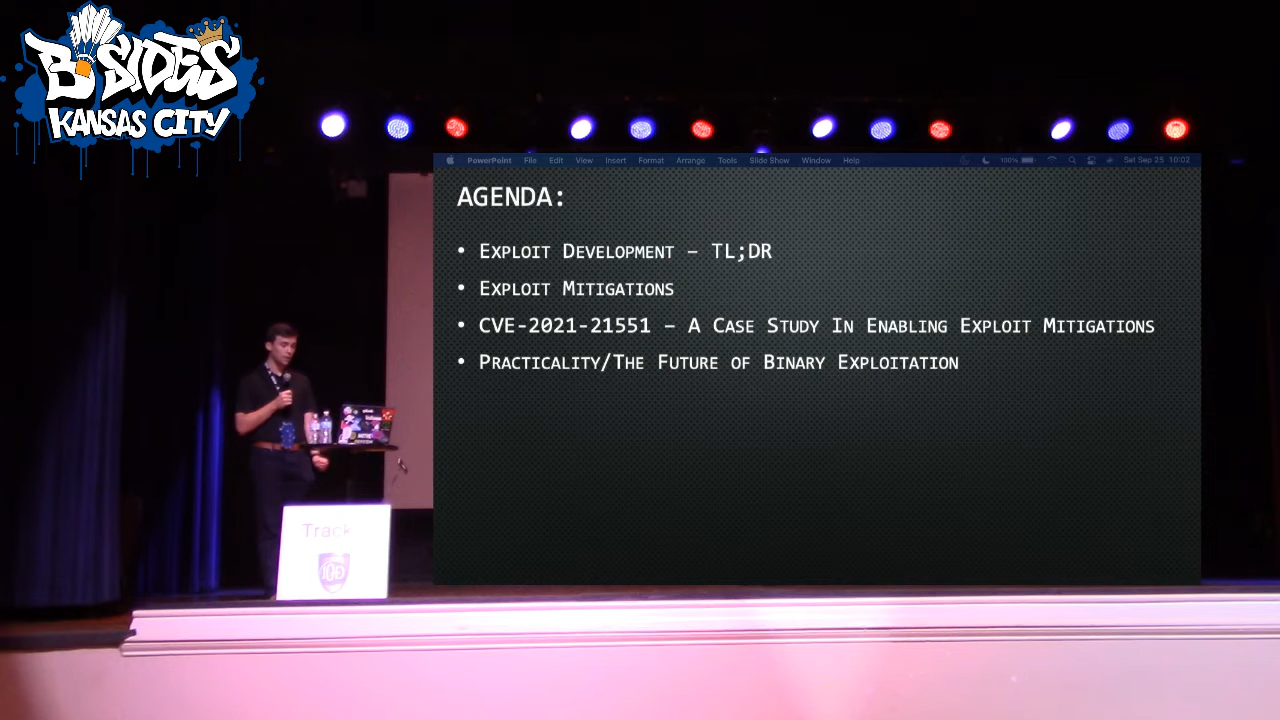 B·SIDES
KANSAS CITY
PowerPoint File Edit View Insert Format Arrange Tools Slide Show Window Help 100% Sat Sep 25 10:02
AGENDA:
• EXPLOIT DEVELOPMENT – TL;DR
• EXPLOIT MITIGATIONS
• CVE-2021-21551 – A CASE STUDY IN ENABLING EXPLOIT MITIGATIONS
• PRACTICALITY/THE FUTURE OF BINARY EXPLOITATION
Track